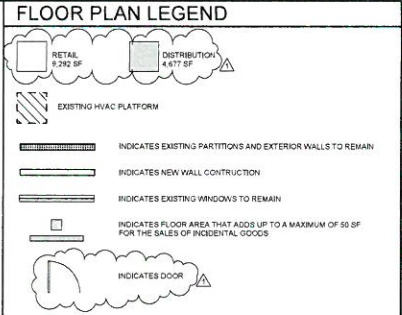 FLOOR PLAN LEGEND
RETAIL
9,292 SF
DISTRIBUTION
4,677 SF
1
EXISTING HVAC PLATFORM
INDICATES EXISTING PARTITIONS AND EXTERIOR WALLS TO REMAIN
INDICATES NEW WALL CONTRUCTION
INDICATES EXISTING WINDOWS TO REMAIN
INDICATES FLOOR AREA THAT ADDS UP TO A MAXIMUM OF 50 SF
FOR THE SALES OF INCIDENTAL GOODS
INDICATES DOOR
1